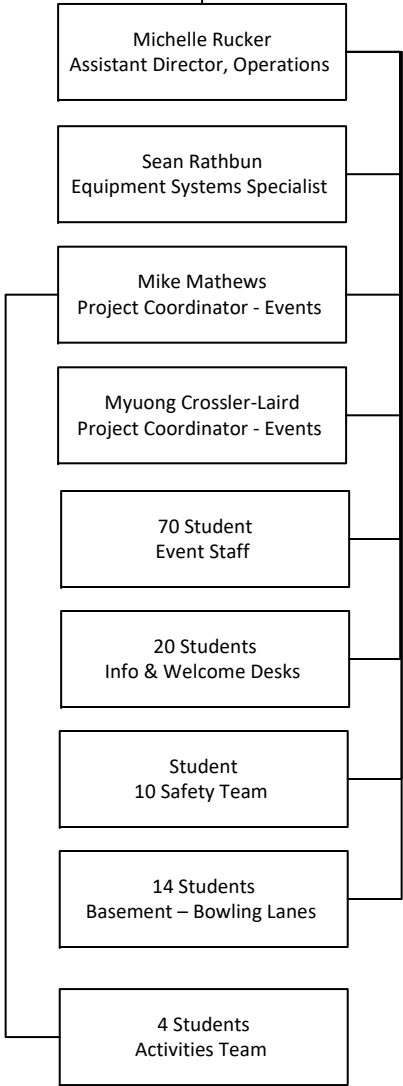 Michelle Rucker
Assistant Director, Operations
Sean Rathbun
Equipment Systems Specialist
Mike Mathews
Project Coordinator - Events
Myuong Crossler-Laird
Project Coordinator - Events
70 Student
Event Staff
20 Students
Info & Welcome Desks
Student
10 Safety Team
14 Students
Basement – Bowling Lanes
4 Students
Activities Team